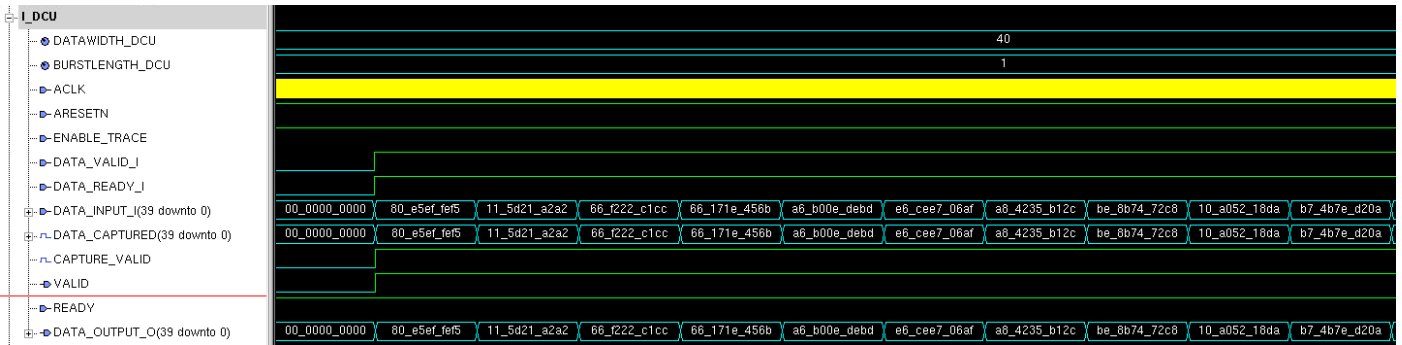 I_DCU
DATAWIDTH_DCU 40
BURSTLENGTH_DCU 1
ACLK
ARESETN
ENABLE_TRACE
DATA_VALID_I
DATA_READY_I
DATA_INPUT_I(39 downto 0) 00_0000_0000 80_e5ef_fef5 11_5d21_a2a2 66_f222_c1cc 66_171e_456b a6_b00e_debd e6_cee7_06af a8_4235_b12c be_8b74_72c8 10_a052_18da b7_4b7e_d20a
DATA_CAPTURED(39 downto 0) 00_0000_0000 80_e5ef_fef5 11_5d21_a2a2 66_f222_c1cc 66_171e_456b a6_b00e_debd e6_cee7_06af a8_4235_b12c be_8b74_72c8 10_a052_18da b7_4b7e_d20a
CAPTURE_VALID
VALID
READY
DATA_OUTPUT_O(39 downto 0) 00_0000_0000 80_e5ef_fef5 11_5d21_a2a2 66_f222_c1cc 66_171e_456b a6_b00e_debd e6_cee7_06af a8_4235_b12c be_8b74_72c8 10_a052_18da b7_4b7e_d20a